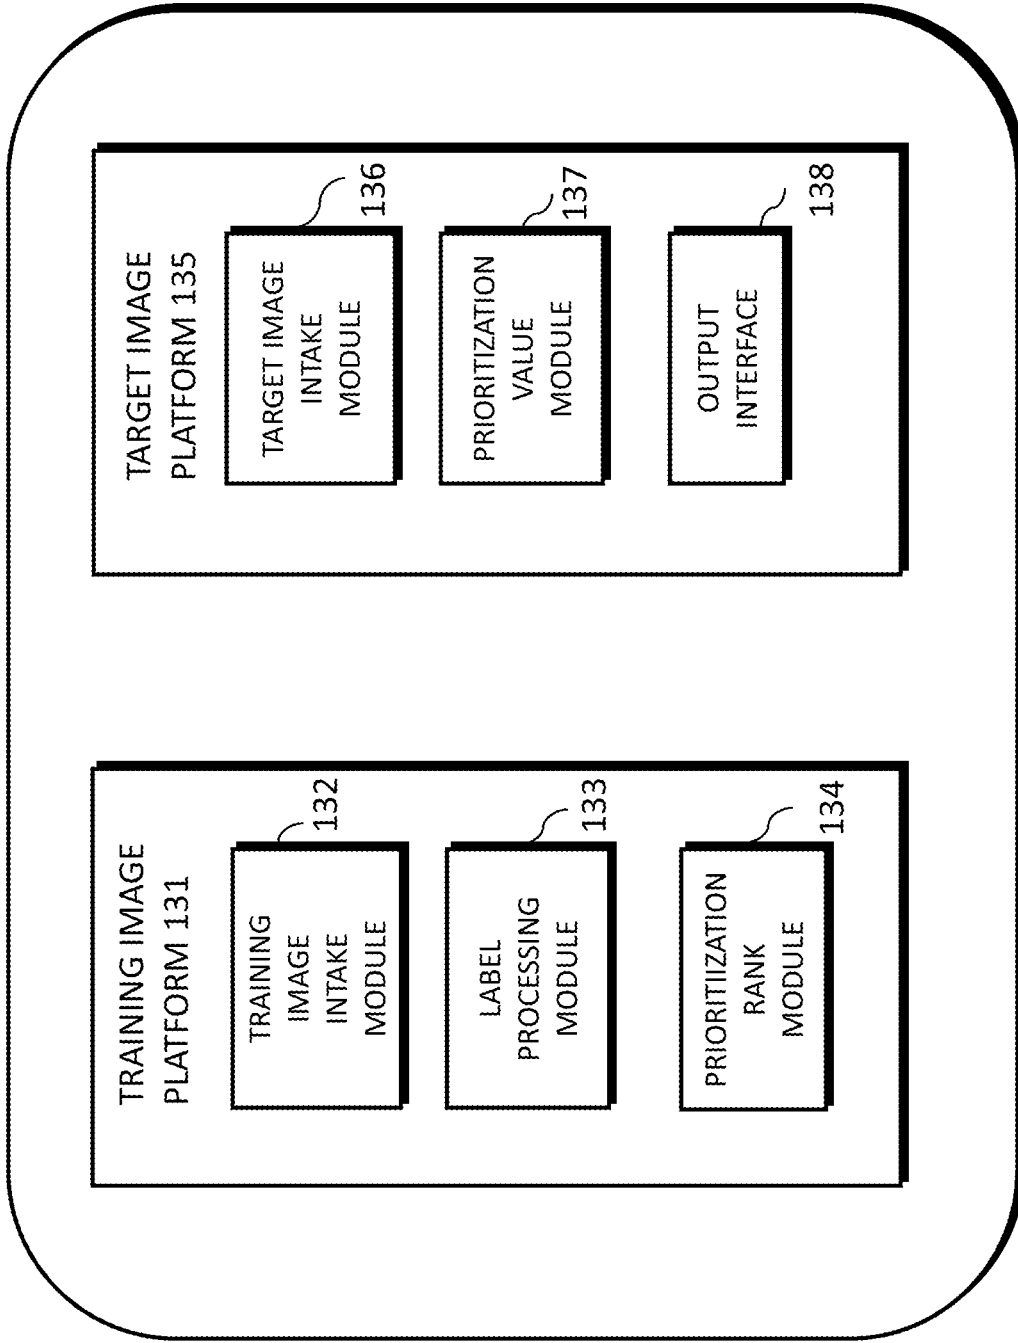 TRAINING IMAGE
PLATFORM 131
TRAINING
IMAGE
INTAKE
MODULE
132
LABEL
PROCESSING
MODULE
133
PRIORITIIZATION
RANK
MODULE
134
TARGET IMAGE
PLATFORM 135
TARGET IMAGE
INTAKE
MODULE
136
PRIORITIZATION
VALUE
MODULE
137
OUTPUT
INTERFACE
138